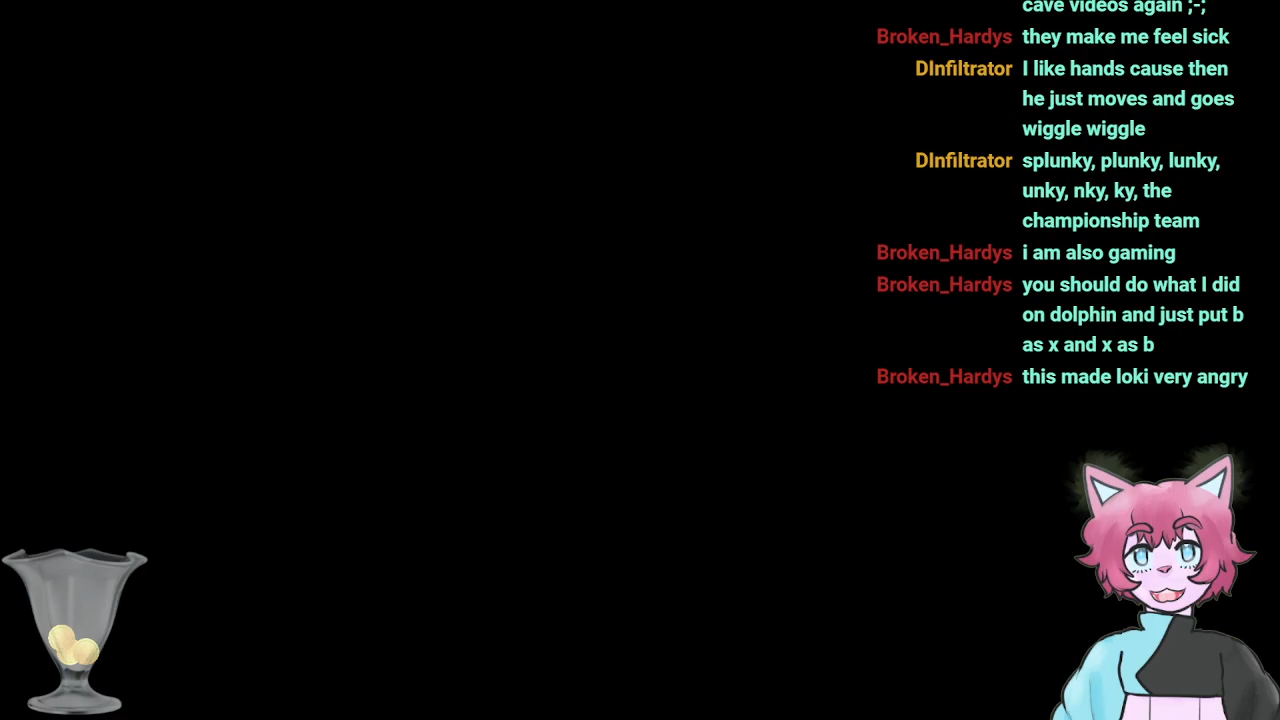 cave videos again ;-;
Broken_Hardys they make me feel sick
DInfiltrator I like hands cause then
he just moves and goes
wiggle wiggle
DInfiltrator splunky, plunky, lunky,
unky, nky, ky, the
championship team
Broken_Hardys i am also gaming
Broken_Hardys you should do what I did
on dolphin and just put b
as x and x as b
Broken_Hardys this made loki very angry